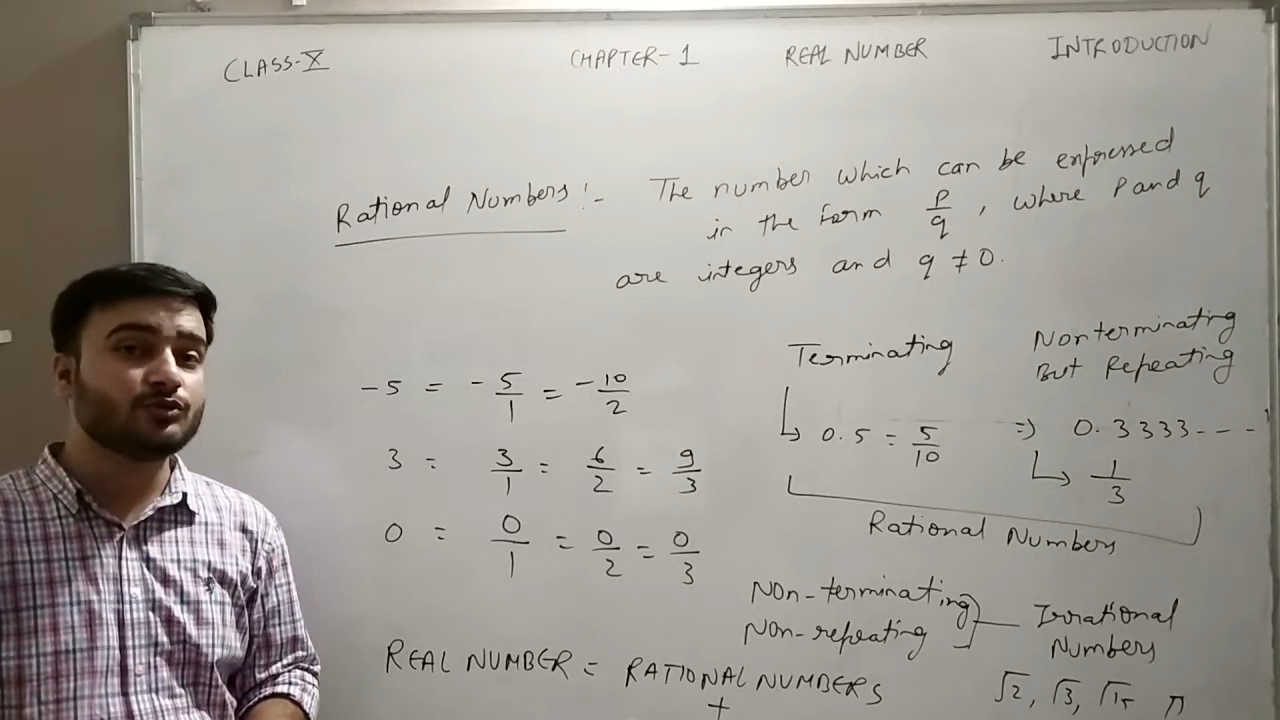 CLASS-X CHAPTER-1 REAL NUMBER INTRODUCTION
Rational Numbers:- The number which can be expressed
in the form p/q, where p and q
are integers and q ≠ 0.
-5 = -5/1 = -10/2
3 = 3/1 = 6/2 = 9/3
0 = 0/1 = 0/2 = 0/3
Terminating
↳ 0.5 = 5/10
Nonterminating
But Repeating
⇒ 0.3333---
↳ 1/3
Rational Numbers
Non-terminating
Non-repeating
Irrational
Numbers
√2, √3, √15 π
REAL NUMBER = RATIONAL NUMBERS
+